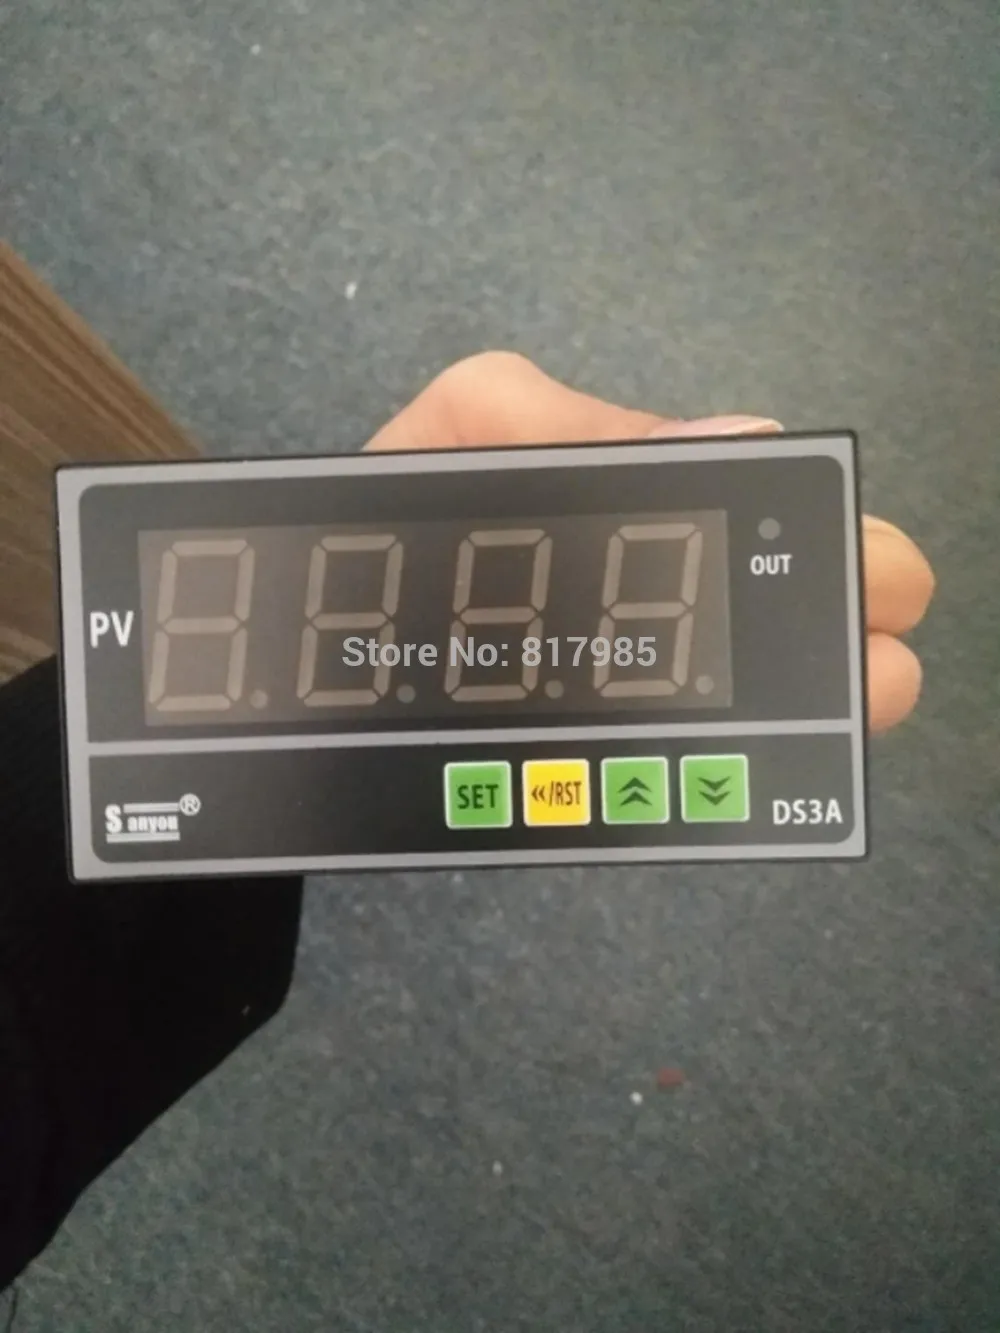 OUT
PV
Store No: 817985
SET
«/RST
Sanyou®
DS3A